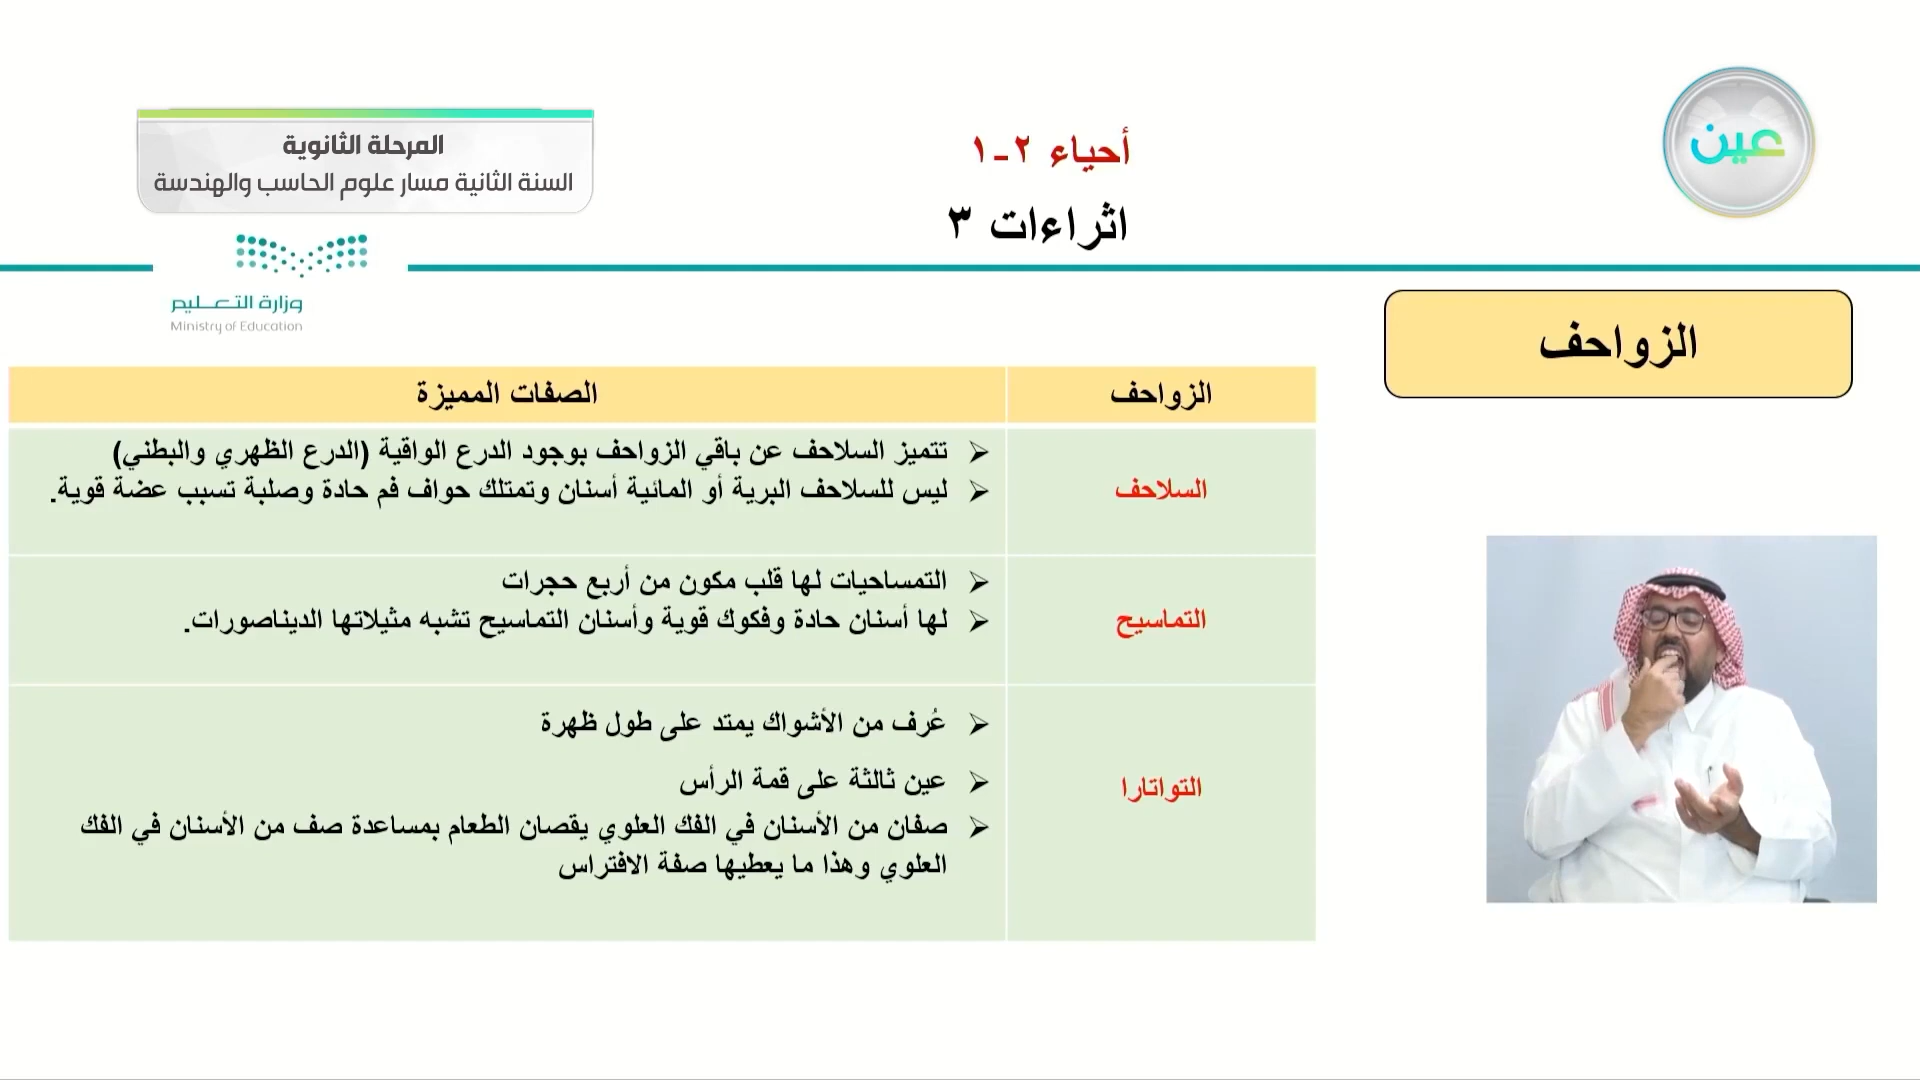 عين
أحياء ٢-١
اثراءات ٣
المرحلة الثانوية
السنة الثانية مسار علوم الحاسب والهندسة
وزارة التعليم
Ministry of Education
الزواحف
الزواحف
الصفات المميزة
السلاحف
تتميز السلاحف عن باقي الزواحف بوجود الدرع الواقية (الدرع الظهري والبطني)
ليس للسلاحف البرية أو المائية أسنان وتمتلك حواف فم حادة وصلبة تسبب عضة قوية.
التماسيح
التمساحيات لها قلب مكون من أربع حجرات
لها أسنان حادة وفكوك قوية وأسنان التماسيح تشبه مثيلاتها الديناصورات.
التواتارا
عُرف من الأشواك يمتد على طول ظهرة
عين ثالثة على قمة الرأس
صفان من الأسنان في الفك العلوي يقصان الطعام بمساعدة صف من الأسنان في الفك
العلوي وهذا ما يعطيها صفة الافتراس